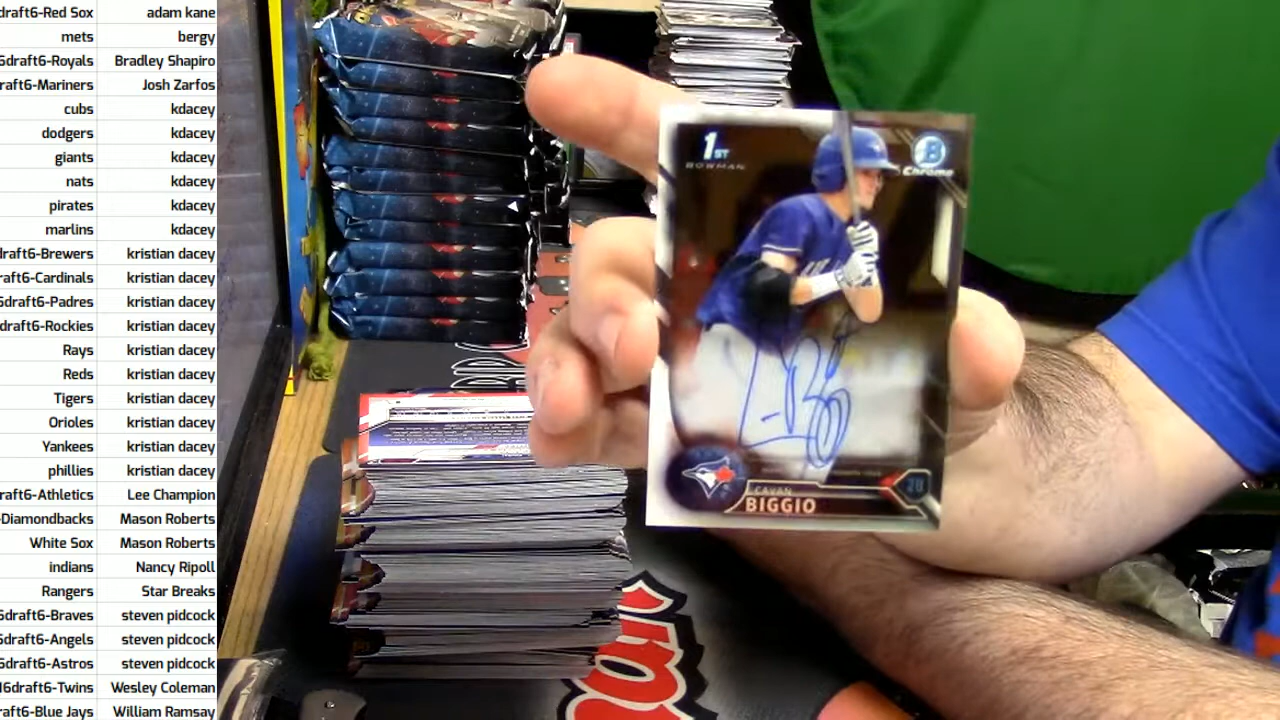 draft6-Red Sox adam kane
mets bergy
6draft6-Royals Bradley Shapiro
raft6-Mariners Josh Zarfos
cubs kdacey
dodgers kdacey
giants kdacey
nats kdacey
pirates kdacey
marlins kdacey
draft6-Brewers kristian dacey
raft6-Cardinals kristian dacey
6draft6-Padres kristian dacey
draft6-Rockies kristian dacey
Rays kristian dacey
Reds kristian dacey
Tigers kristian dacey
Orioles kristian dacey
Yankees kristian dacey
phillies kristian dacey
raft6-Athletics Lee Champion
-Diamondbacks Mason Roberts
White Sox Mason Roberts
indians Nancy Ripoll
Rangers Star Breaks
6draft6-Braves steven pidcock
6draft6-Angels steven pidcock
6draft6-Astros steven pidcock
16draft6-Twins Wesley Coleman
raft6-Blue Jays William Ramsay
1ST
BOWMAN
B
Chrome
CAVAN
BIGGIO
2B